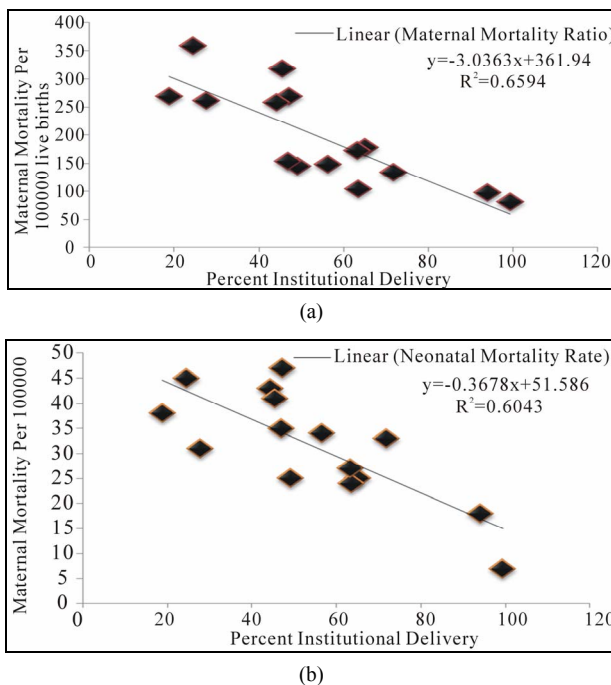 400
350
300
250
200
150
100
50
0
Maternal Mortality Per
100000 live births
Linear (Maternal Mortality Ratio)
y=-3.0363x+361.94
R²=0.6594
0 20 40 60 80 100 120
Percent Institutional Delivery
(a)
50
45
40
35
30
25
20
15
10
5
0
Maternal Mortality Per 100000
Linear (Neonatal Mortality Rate)
y=-0.3678x+51.586
R²=0.6043
0 20 40 60 80 100 120
Percent Institutional Delivery
(b)